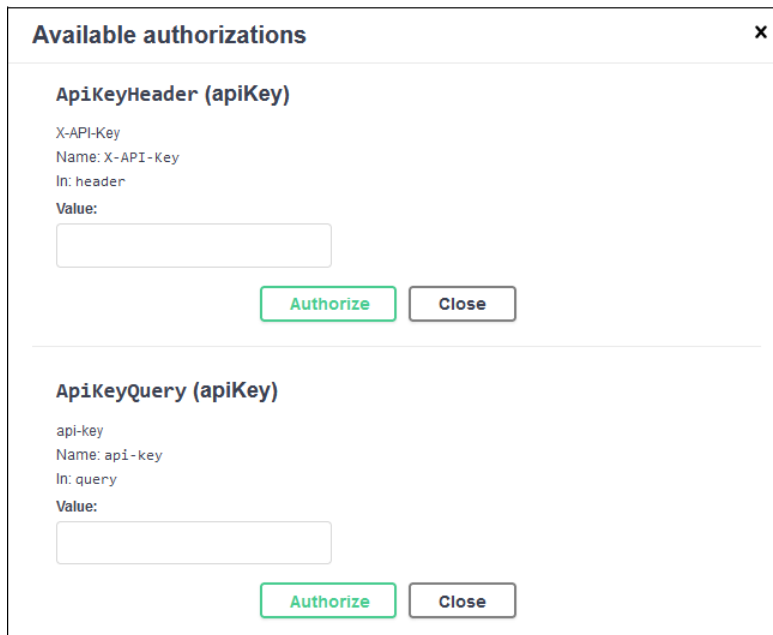 Available authorizations
x
ApiKeyHeader (apiKey)
X-API-Key
Name: X-API-Key
In: header
Value:
Authorize Close
ApiKeyQuery (apiKey)
api-key
Name: api-key
In: query
Value:
Authorize Close